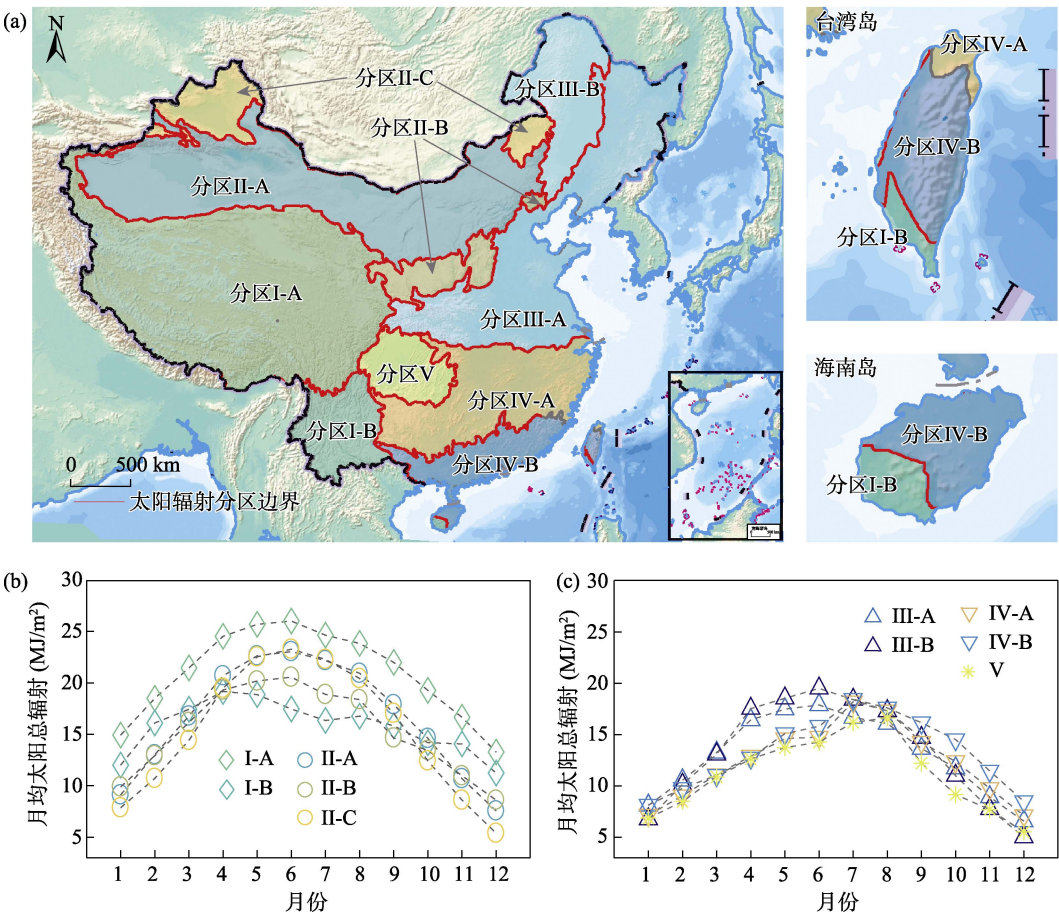 (a)
N
分区II-C
分区III-B
分区II-B
分区II-A
分区I-A
分区III-A
分区V
分区IV-A
分区I-B
分区IV-B
0 500 km
太阳辐射分区边界
台湾岛
分区IV-A
分区IV-B
分区I-B
海南岛
分区IV-B
分区I-B
(b)
月均太阳总辐射 (MJ/m²)
30
25
20
15
10
5
I-A
I-B
II-A
II-B
II-C
1 2 3 4 5 6 7 8 9 10 11 12
月份
(c)
月均太阳总辐射 (MJ/m²)
30
25
20
15
10
5
III-A
III-B
IV-A
IV-B
V
1 2 3 4 5 6 7 8 9 10 11 12
月份